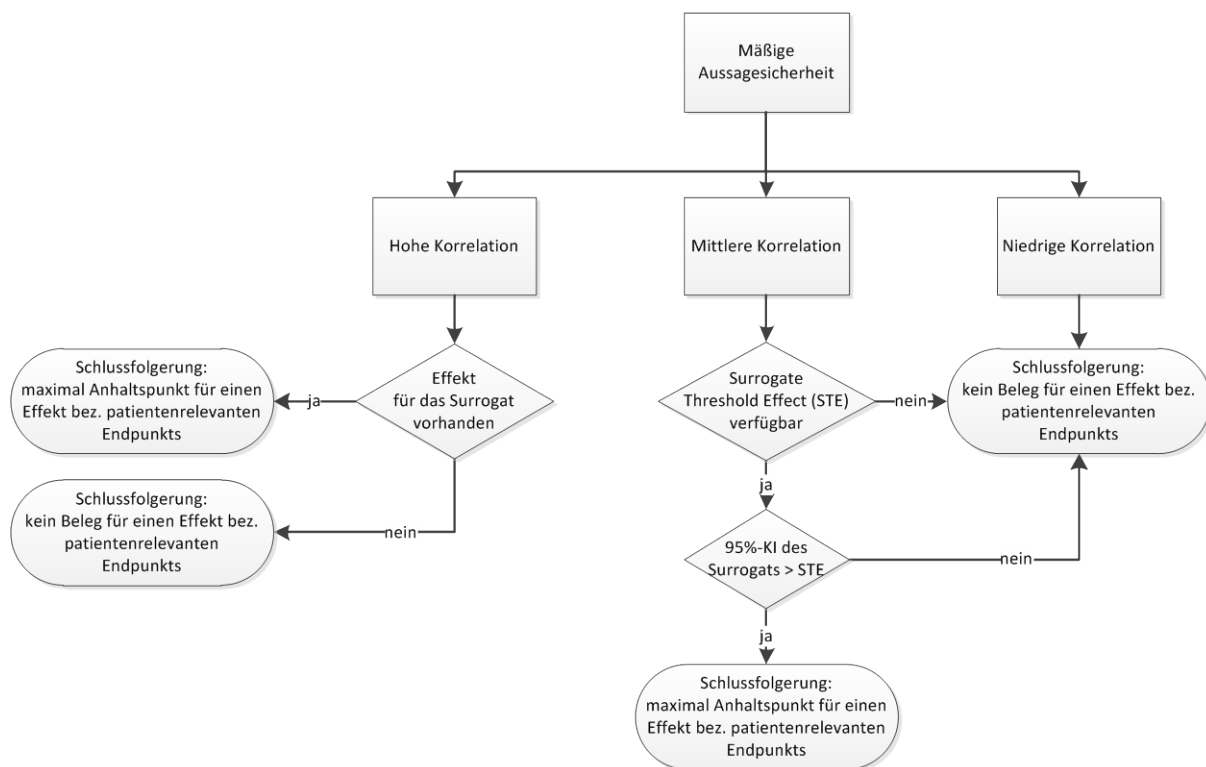 Mäßige
Aussagesicherheit
Hohe Korrelation
Mittlere Korrelation
Niedrige Korrelation
Schlussfolgerung:
maximal Anhaltspunkt für einen
Effekt bez. patientenrelevanten
Endpunkts
ja
Effekt
für das Surrogat
vorhanden
Surrogate
Threshold Effect (STE)
verfügbar
nein
Schlussfolgerung:
kein Beleg für einen Effekt bez.
patientenrelevanten
Endpunkts
Schlussfolgerung:
kein Beleg für einen Effekt bez.
patientenrelevanten
Endpunkts
nein
ja
95%-KI des
Surrogats > STE
nein
ja
Schlussfolgerung:
maximal Anhaltspunkt für einen
Effekt bez. patientenrelevanten
Endpunkts